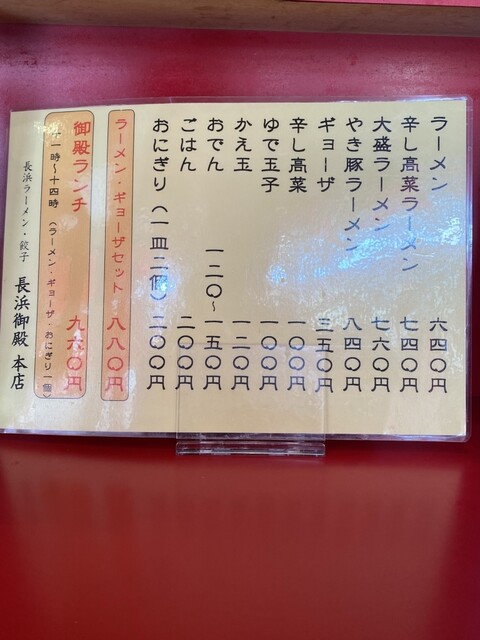 ラーメン 六四〇円
辛し高菜ラーメン 七四〇円
大盛ラーメン 七六〇円
やき豚ラーメン 八四〇円
ギョーザ 三五〇円
辛し高菜 一〇〇円
ゆで玉子 一〇〇円
かえ玉 一二〇円
おでん 一二〇〜一五〇円
ごはん 二〇〇円
おにぎり(一皿二個) 二〇〇円
ラーメン・ギョーザセット 八八〇円
御殿ランチ 九六〇円
十一時〜十四時 (ラーメン・ギョーザ・おにぎり一個)
長浜ラーメン・餃子 長浜御殿 本店